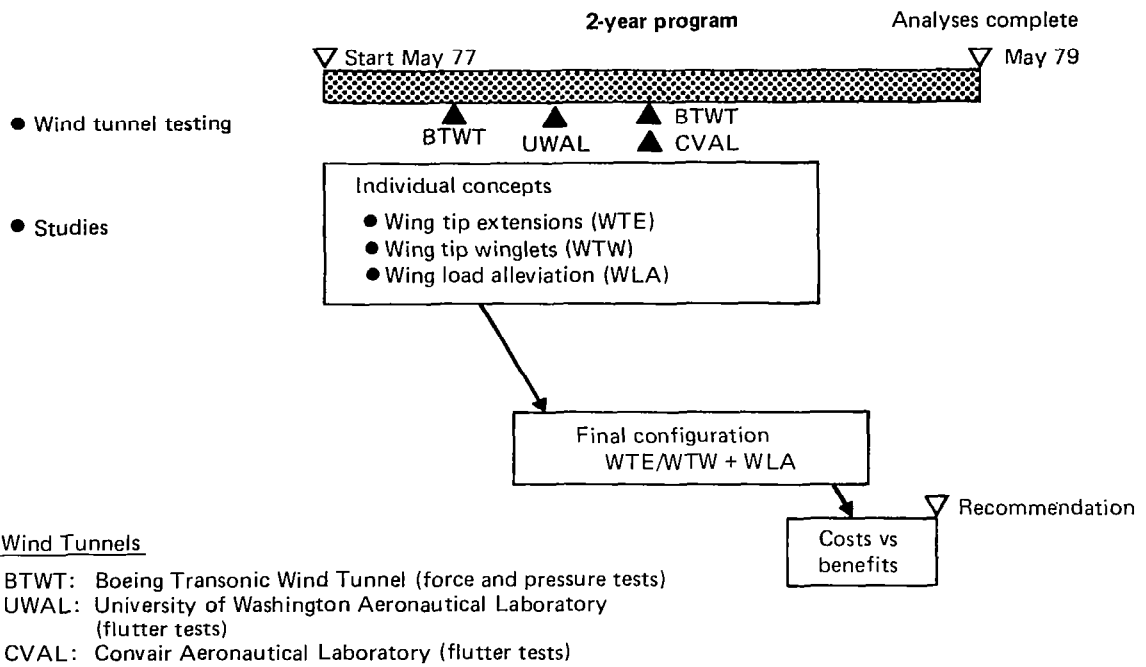 2-year program
Analyses complete
Start May 77
May 79
● Wind tunnel testing
BTWT
UWAL
BTWT
CVAL
● Studies
Individual concepts
● Wing tip extensions (WTE)
● Wing tip winglets (WTW)
● Wing load alleviation (WLA)
Final configuration
WTE/WTW + WLA
Recommendation
Costs vs
benefits
Wind Tunnels
BTWT: Boeing Transonic Wind Tunnel (force and pressure tests)
UWAL: University of Washington Aeronautical Laboratory
(flutter tests)
CVAL: Convair Aeronautical Laboratory (flutter tests)